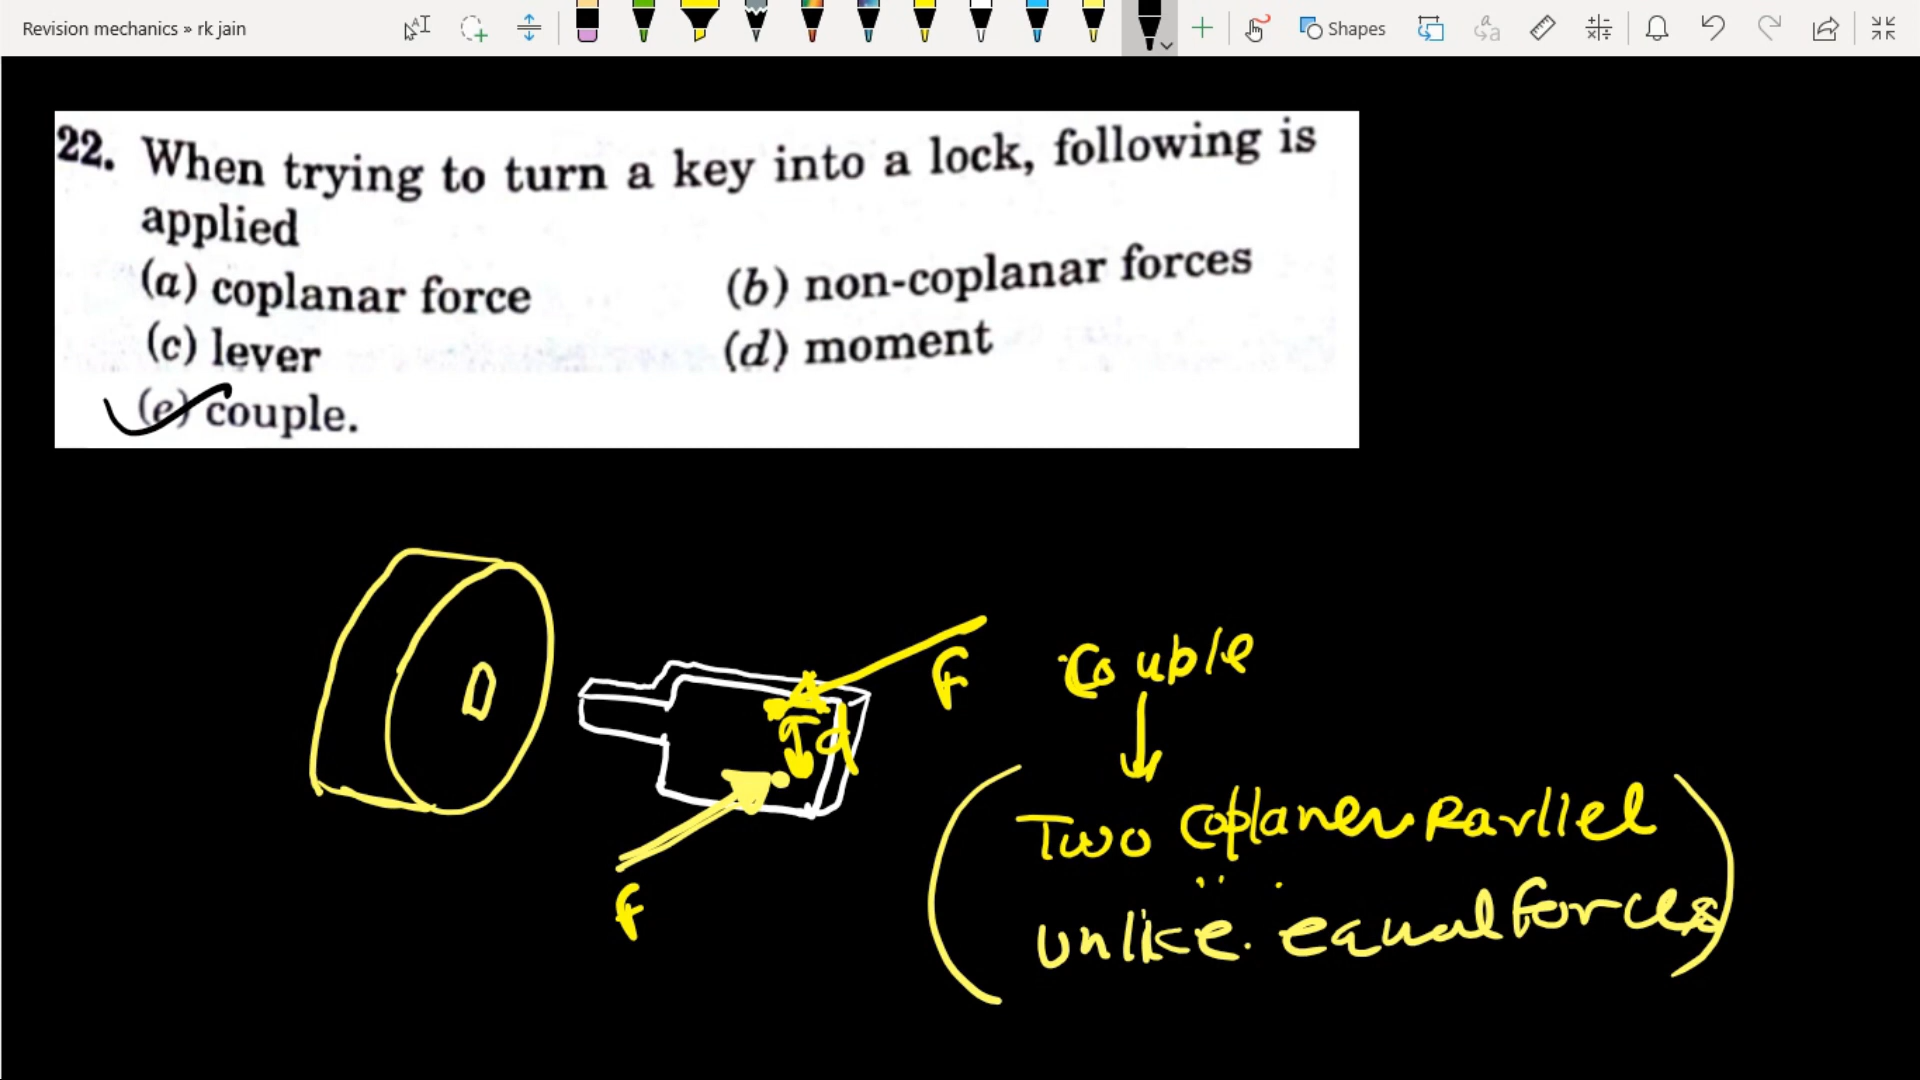 Revision mechanics » rk jain
Shapes
22. When trying to turn a key into a lock, following is
applied
(a) coplanar force (b) non-coplanar forces
(c) lever (d) moment
(e) couple.
F
Couble
d
Two Coplaner Parllel
unlike. equal forces
F